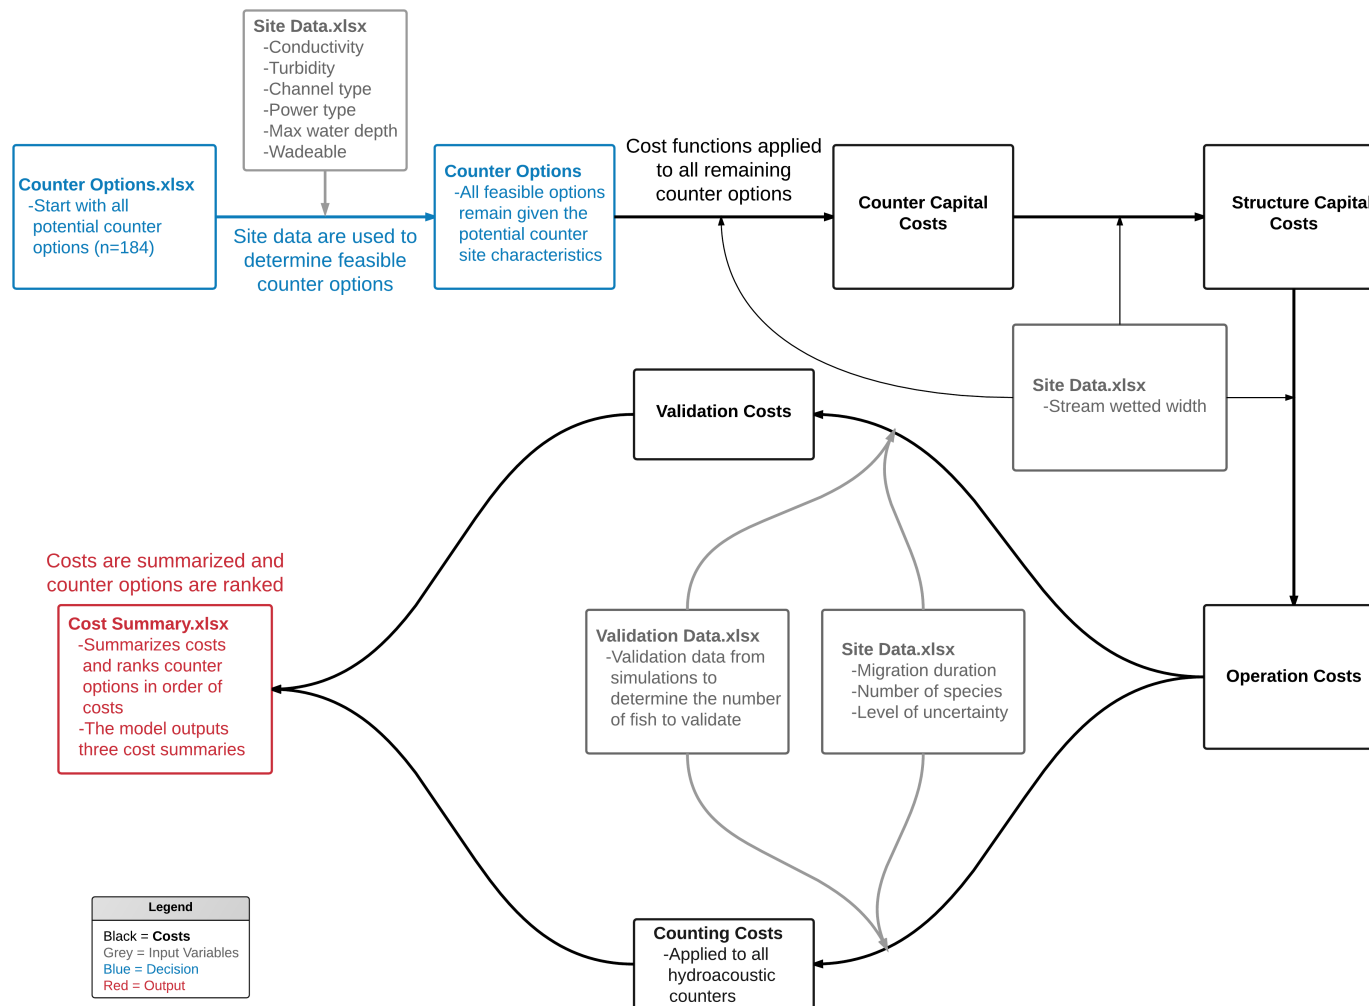 Site Data.xlsx
-Conductivity
-Turbidity
-Channel type
-Power type
-Max water depth
-Wadeable
Counter Options.xlsx
-Start with all
potential counter
options (n=184)
Site data are used to
determine feasible
counter options
Counter Options
-All feasible options
remain given the
potential counter
site characteristics
Cost functions applied
to all remaining
counter options
Counter Capital
Costs
Structure Capital
Costs
Site Data.xlsx
-Stream wetted width
Validation Costs
Costs are summarized and
counter options are ranked
Cost Summary.xlsx
-Summarizes costs
and ranks counter
options in order of
costs
-The model outputs
three cost summaries
Validation Data.xlsx
-Validation data from
simulations to
determine the number
of fish to validate
Site Data.xlsx
-Migration duration
-Number of species
-Level of uncertainty
Operation Costs
Legend
Black = Costs
Grey = Input Variables
Blue = Decision
Red = Output
Counting Costs
-Applied to all
hydroacoustic
counters